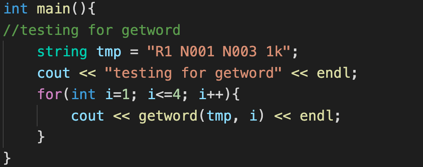 int main(){
//testing for getword
    string tmp = "R1 N001 N003 1k";
    cout << "testing for getword" << endl;
    for(int i=1; i<=4; i++){
        cout << getword(tmp, i) << endl;
    }
}